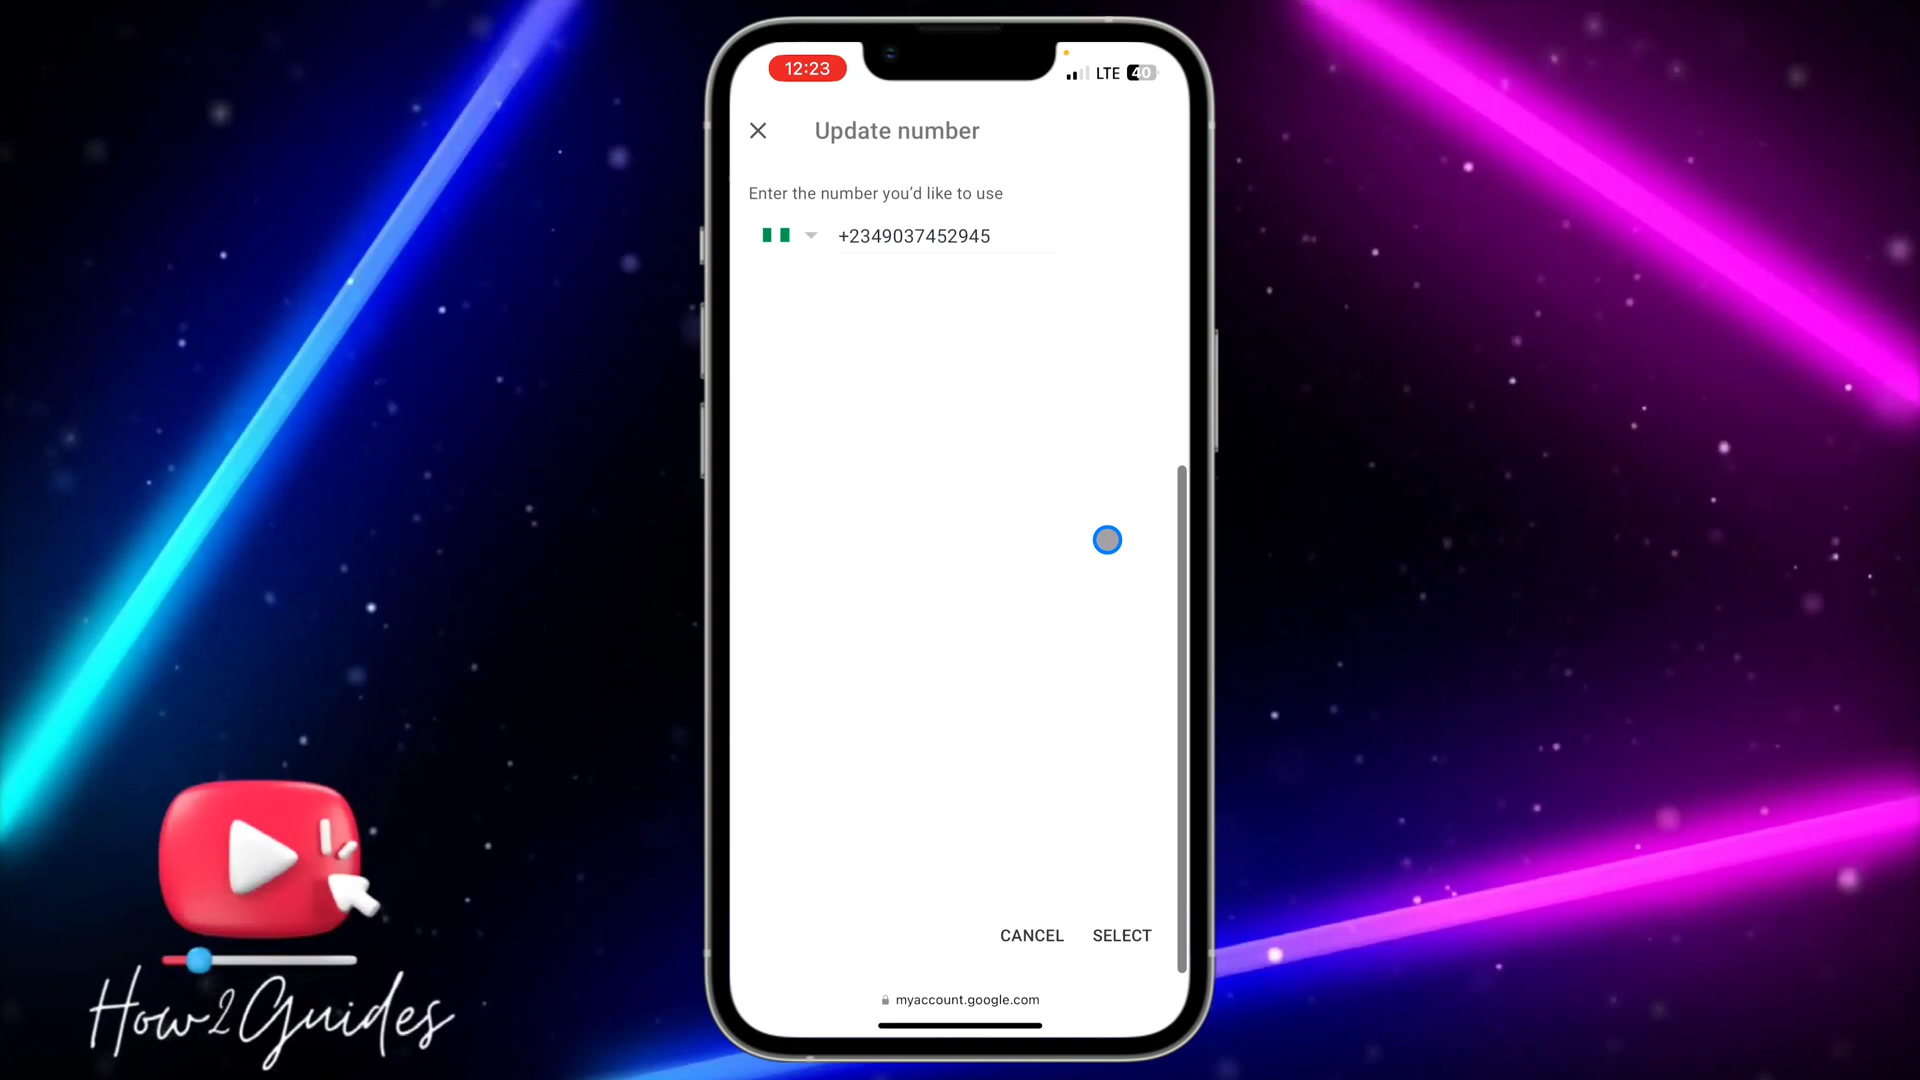 12:23
LTE 40
Update number
Enter the number you'd like to use
+2349037452945
CANCEL SELECT
myaccount.google.com
How2Guides